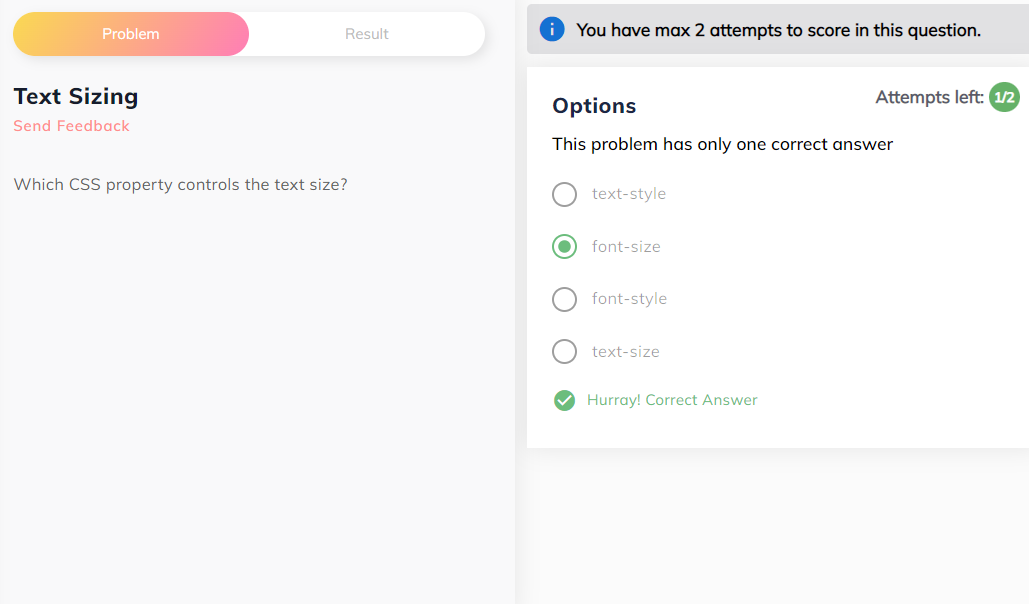 Problem
Result
Text Sizing
Send Feedback
Which CSS property controls the text size?
i
You have max 2 attempts to score in this question.
Options
Attempts left: 1/2
This problem has only one correct answer
text-style
font-size
font-style
text-size
Hurray! Correct Answer